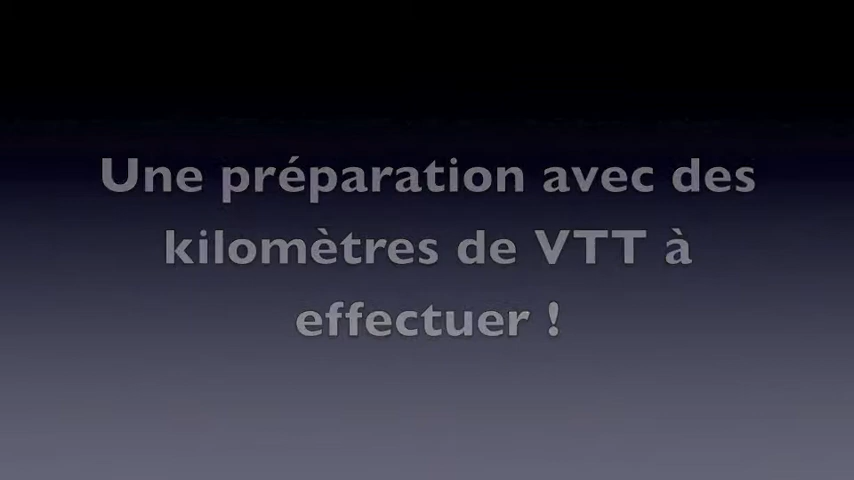 Une préparation avec des
kilomètres de VTT à
effectuer !